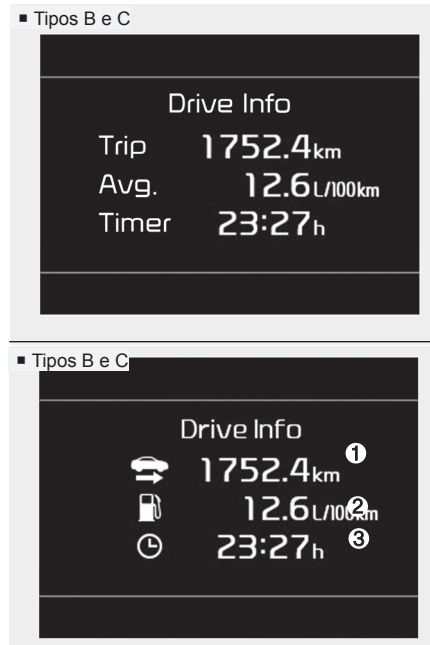 ▪ Tipos B e C
Drive Info
Trip 1752.4km
Avg. 12.6L/100km
Timer 23:27h
▪ Tipos B e C
Drive Info
1752.4km ①
12.6L/100km ②
23:27h ③